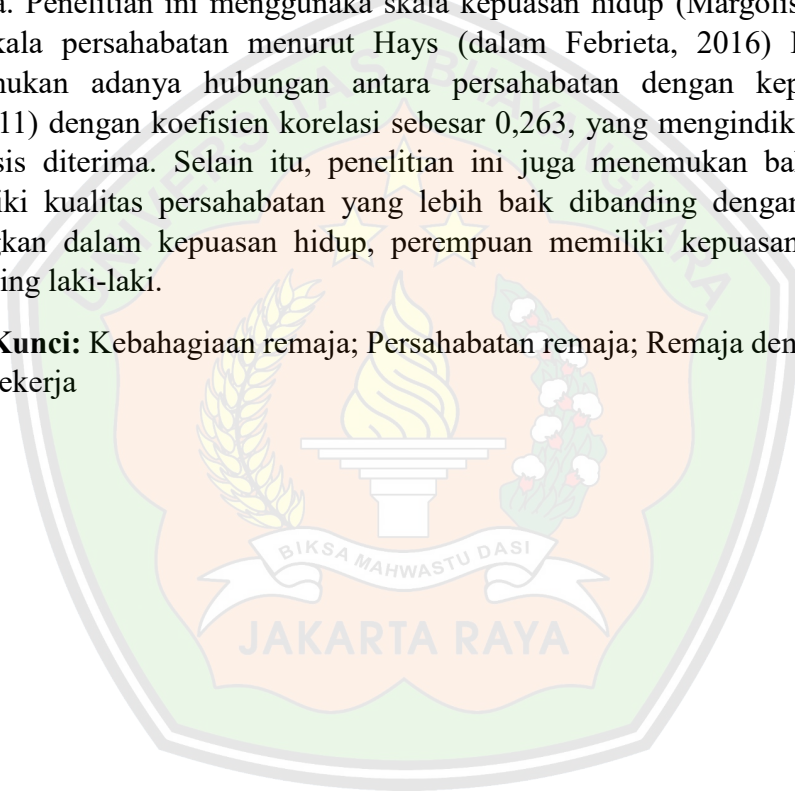 a. Penelitian ini menggunaka skala kepuasan hidup (Margolis
kala persahabatan menurut Hays (dalam Febrieta, 2016)
nukan adanya hubungan antara persahabatan dengan kep
11) dengan koefisien korelasi sebesar 0,263, yang mengindik
sis diterima. Selain itu, penelitian ini juga menemukan ba
iki kualitas persahabatan yang lebih baik dibanding dengan
gkan dalam kepuasan hidup, perempuan memiliki kepuasan
ing laki-laki.
Kunci: Kebahagiaan remaja; Persahabatan remaja; Remaja den
ekerja
UNIVERSITAS BHAYANGKARA
BIKSA MAHWASTU DASI
JAKARTA RAYA